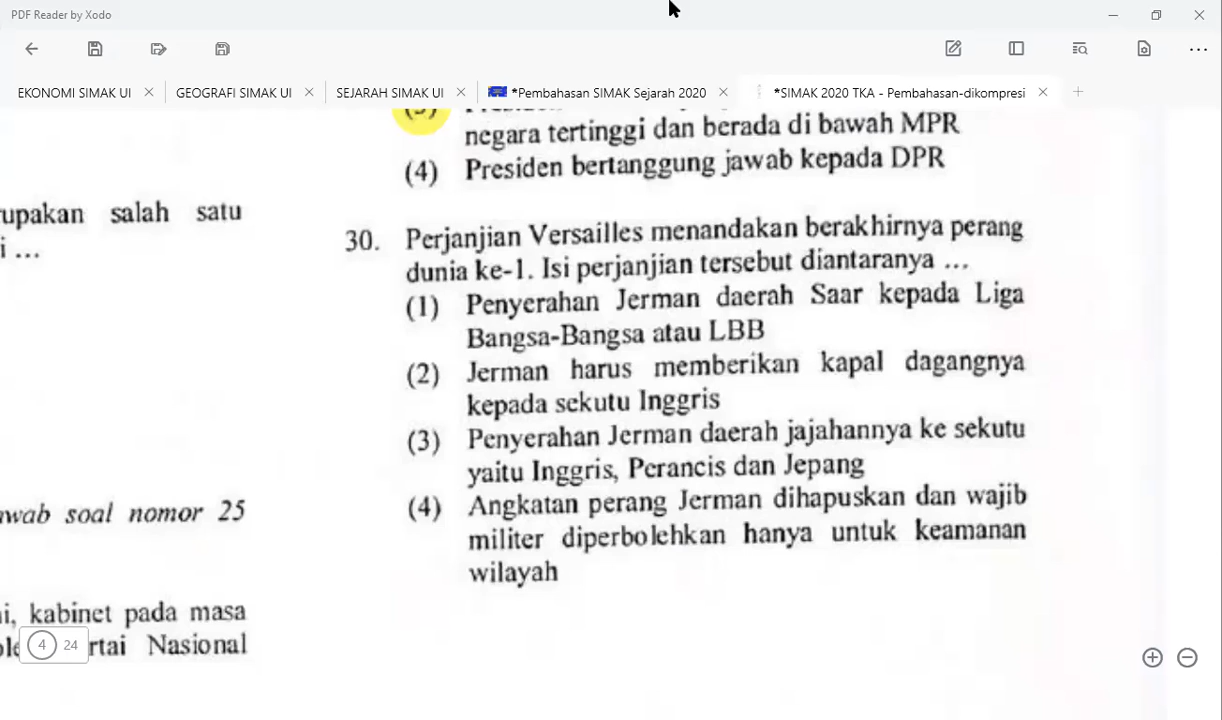 PDF Reader by Xodo
EKONOMI SIMAK UI
GEOGRAFI SIMAK UI
SEJARAH SIMAK UI
*Pembahasan SIMAK Sejarah 2020
*SIMAK 2020 TKA - Pembahasan-dikompresi
negara tertinggi dan berada di bawah MPR
(4) Presiden bertanggung jawab kepada DPR
rupakan salah satu
i ...
30. Perjanjian Versailles menandakan berakhirnya perang
dunia ke-1. Isi perjanjian tersebut diantaranya ...
(1) Penyerahan Jerman daerah Saar kepada Liga
Bangsa-Bangsa atau LBB
(2) Jerman harus memberikan kapal dagangnya
kepada sekutu Inggris
(3) Penyerahan Jerman daerah jajahannya ke sekutu
yaitu Inggris, Perancis dan Jepang
(4) Angkatan perang Jerman dihapuskan dan wajib
militer diperbolehkan hanya untuk keamanan
wilayah
awab soal nomor 25
i, kabinet pada masa
rtai Nasional
4 24